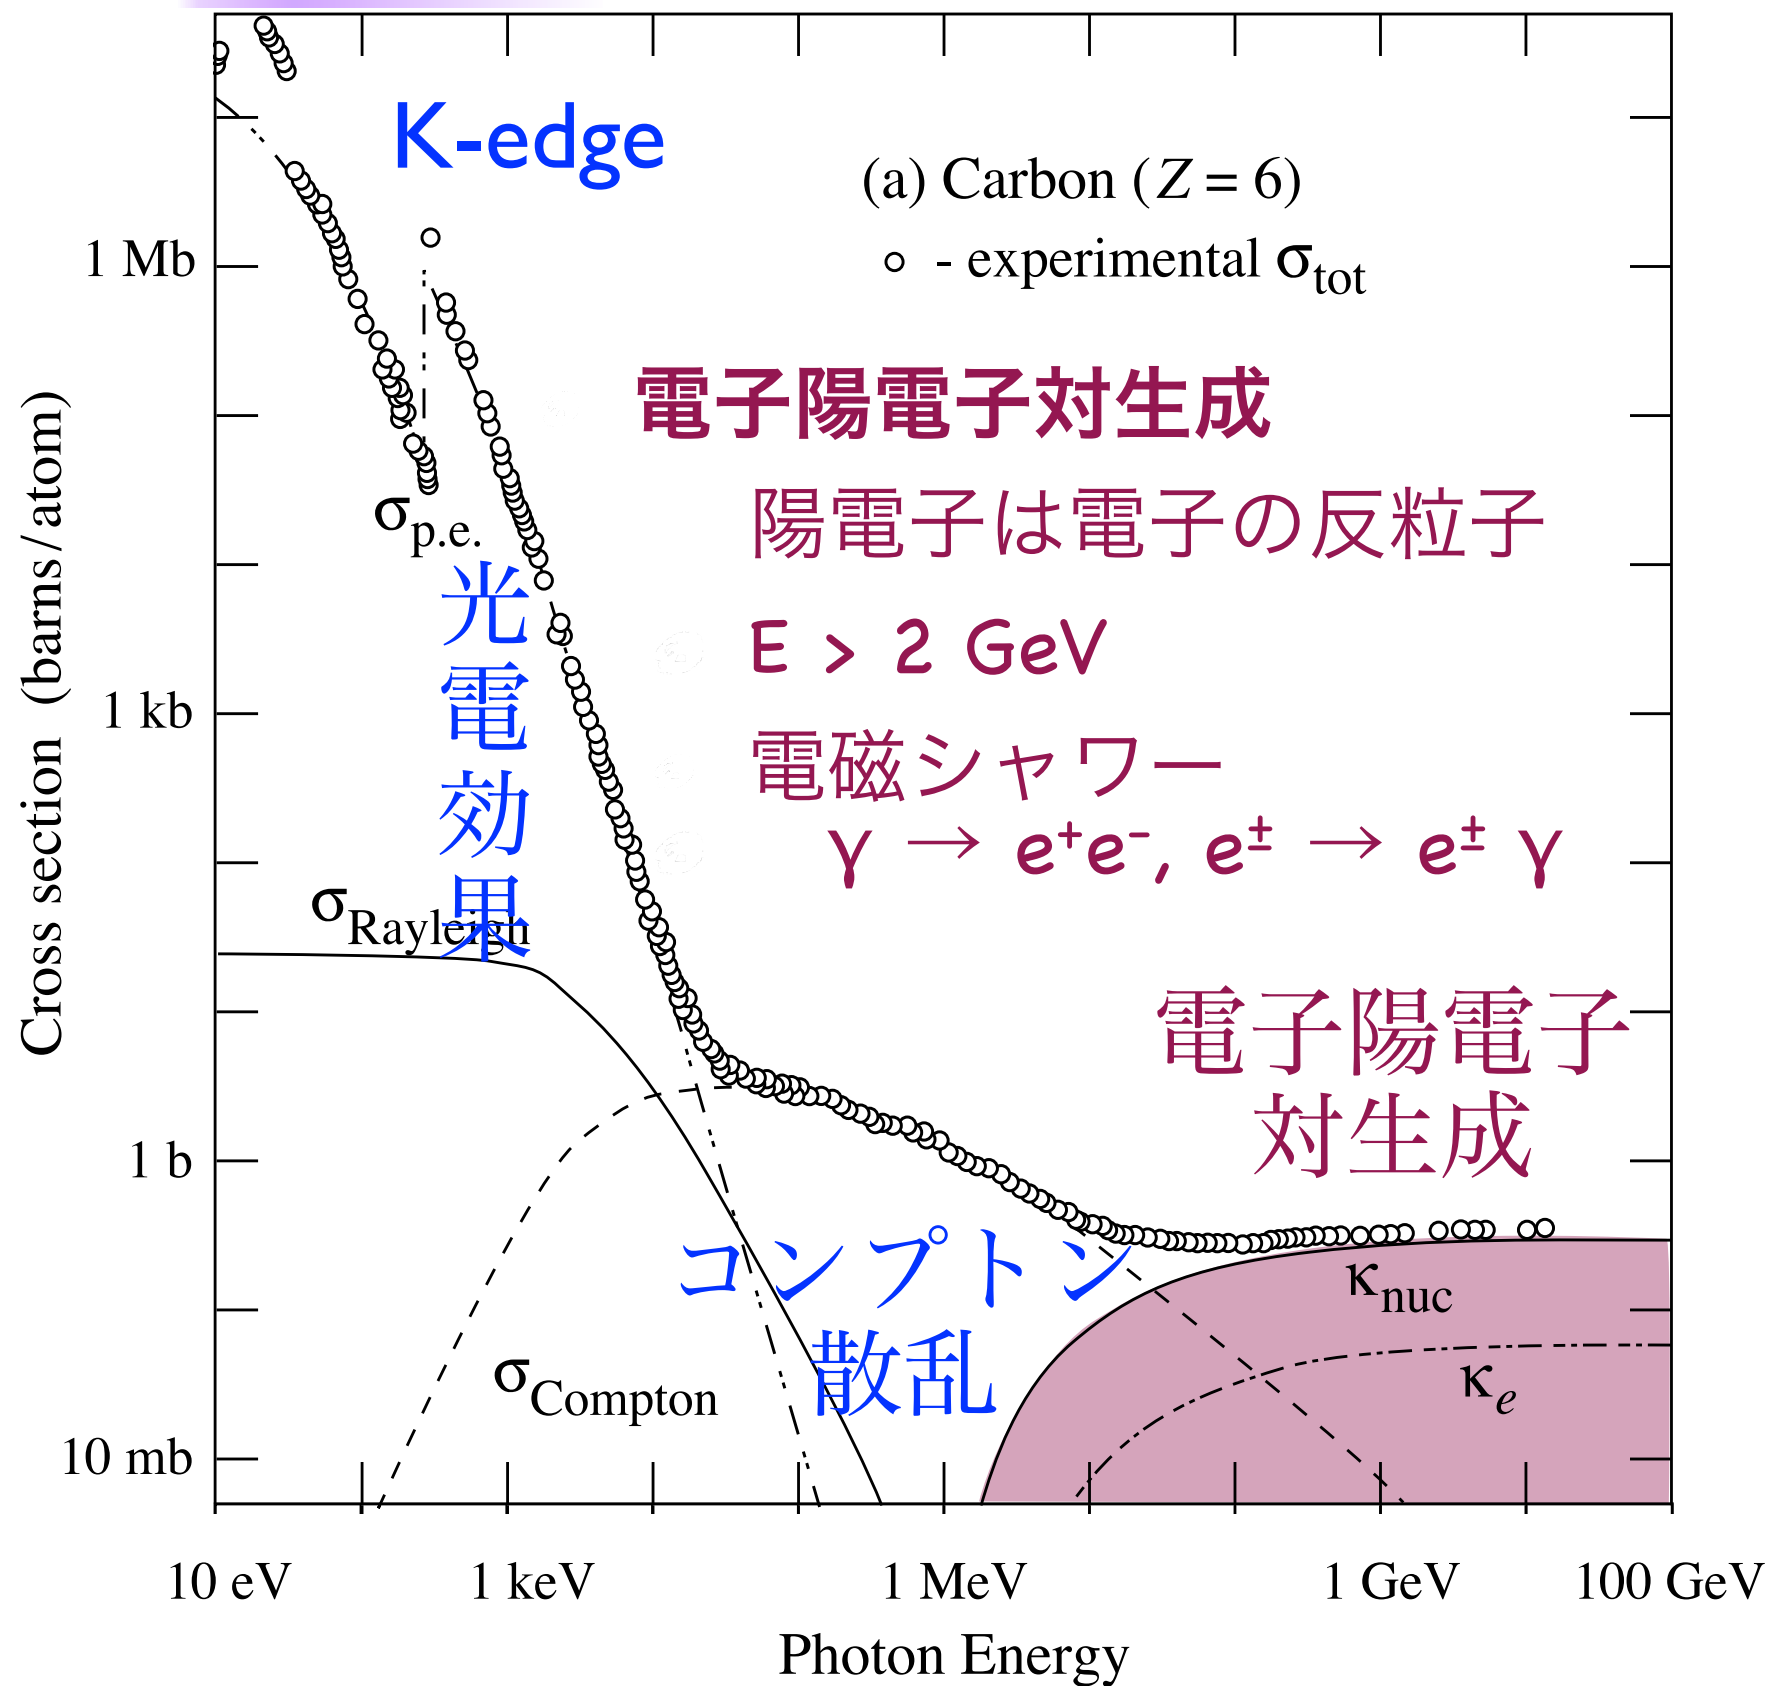 K-edge
(a) Carbon (Z = 6)
- experimental σtot
1 Mb
電子陽電子対生成
陽電子は電子の反粒子
σp.e.
光電効果
E > 2 GeV
1 kb
電磁シャワー
γ → e⁺e⁻, e± → e± γ
σRayleigh
電子陽電子
対生成
1 b
コンプトン
散乱
κnuc
κe
σCompton
10 mb
Cross section (barns/atom)
10 eV 1 keV 1 MeV 1 GeV 100 GeV
Photon Energy